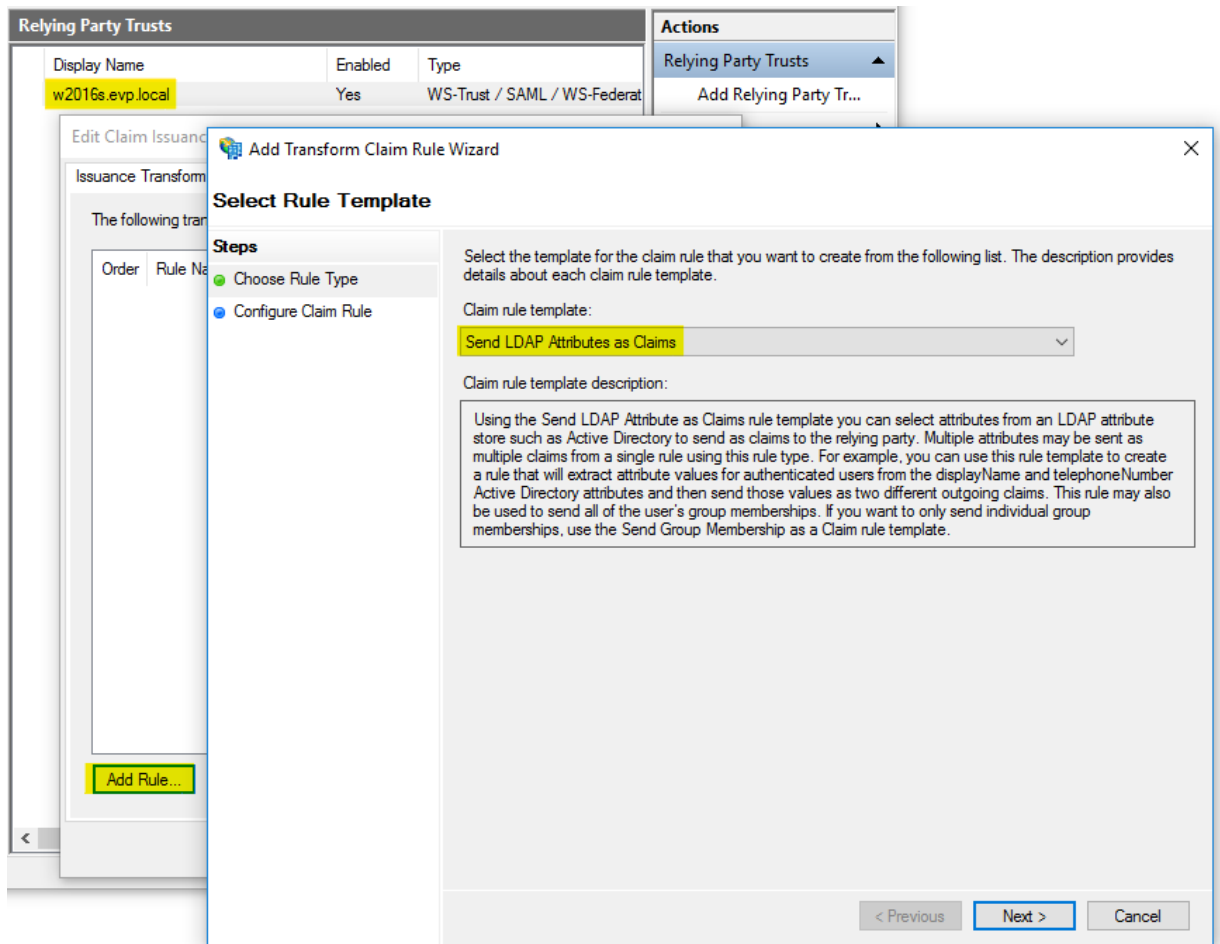 Relying Party Trusts
Actions
Display Name Enabled Type
Relying Party Trusts
w2016s.evp.local Yes WS-Trust / SAML / WS-Federat
Add Relying Party Tr...
Edit Claim Issuanc
Add Transform Claim Rule Wizard
Issuance Transform
Select Rule Template
The following tran
Steps
Order Rule Na
Choose Rule Type
Configure Claim Rule
Select the template for the claim rule that you want to create from the following list. The description provides
details about each claim rule template.
Claim rule template:
Send LDAP Attributes as Claims
Claim rule template description:
Using the Send LDAP Attribute as Claims rule template you can select attributes from an LDAP attribute
store such as Active Directory to send as claims to the relying party. Multiple attributes may be sent as
multiple claims from a single rule using this rule type. For example, you can use this rule template to create
a rule that will extract attribute values for authenticated users from the displayName and telephoneNumber
Active Directory attributes and then send those values as two different outgoing claims. This rule may also
be used to send all of the user's group memberships. If you want to only send individual group
memberships, use the Send Group Membership as a Claim rule template.
Add Rule...
< Previous Next > Cancel